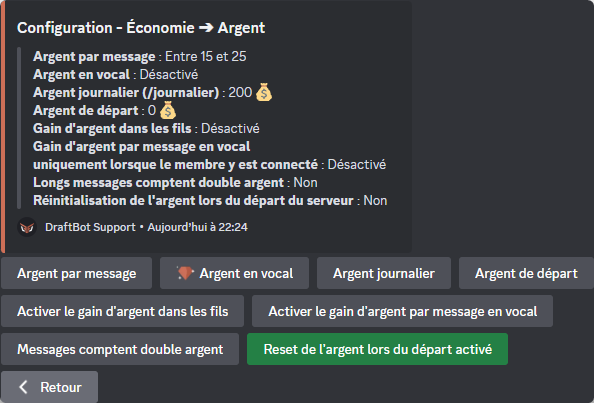 Configuration - Économie ➔ Argent
Argent par message : Entre 15 et 25
Argent en vocal : Désactivé
Argent journalier (/journalier) : 200 💰
Argent de départ : 0 💰
Gain d'argent dans les fils : Désactivé
Gain d'argent par message en vocal
uniquement lorsque le membre y est connecté : Désactivé
Longs messages comptent double argent : Non
Réinitialisation de l'argent lors du départ du serveur : Non
DraftBot Support • Aujourd'hui à 22:24
Argent par message
Argent en vocal
Argent journalier
Argent de départ
Activer le gain d'argent dans les fils
Activer le gain d'argent par message en vocal
Messages comptent double argent
Reset de l'argent lors du départ activé
Retour